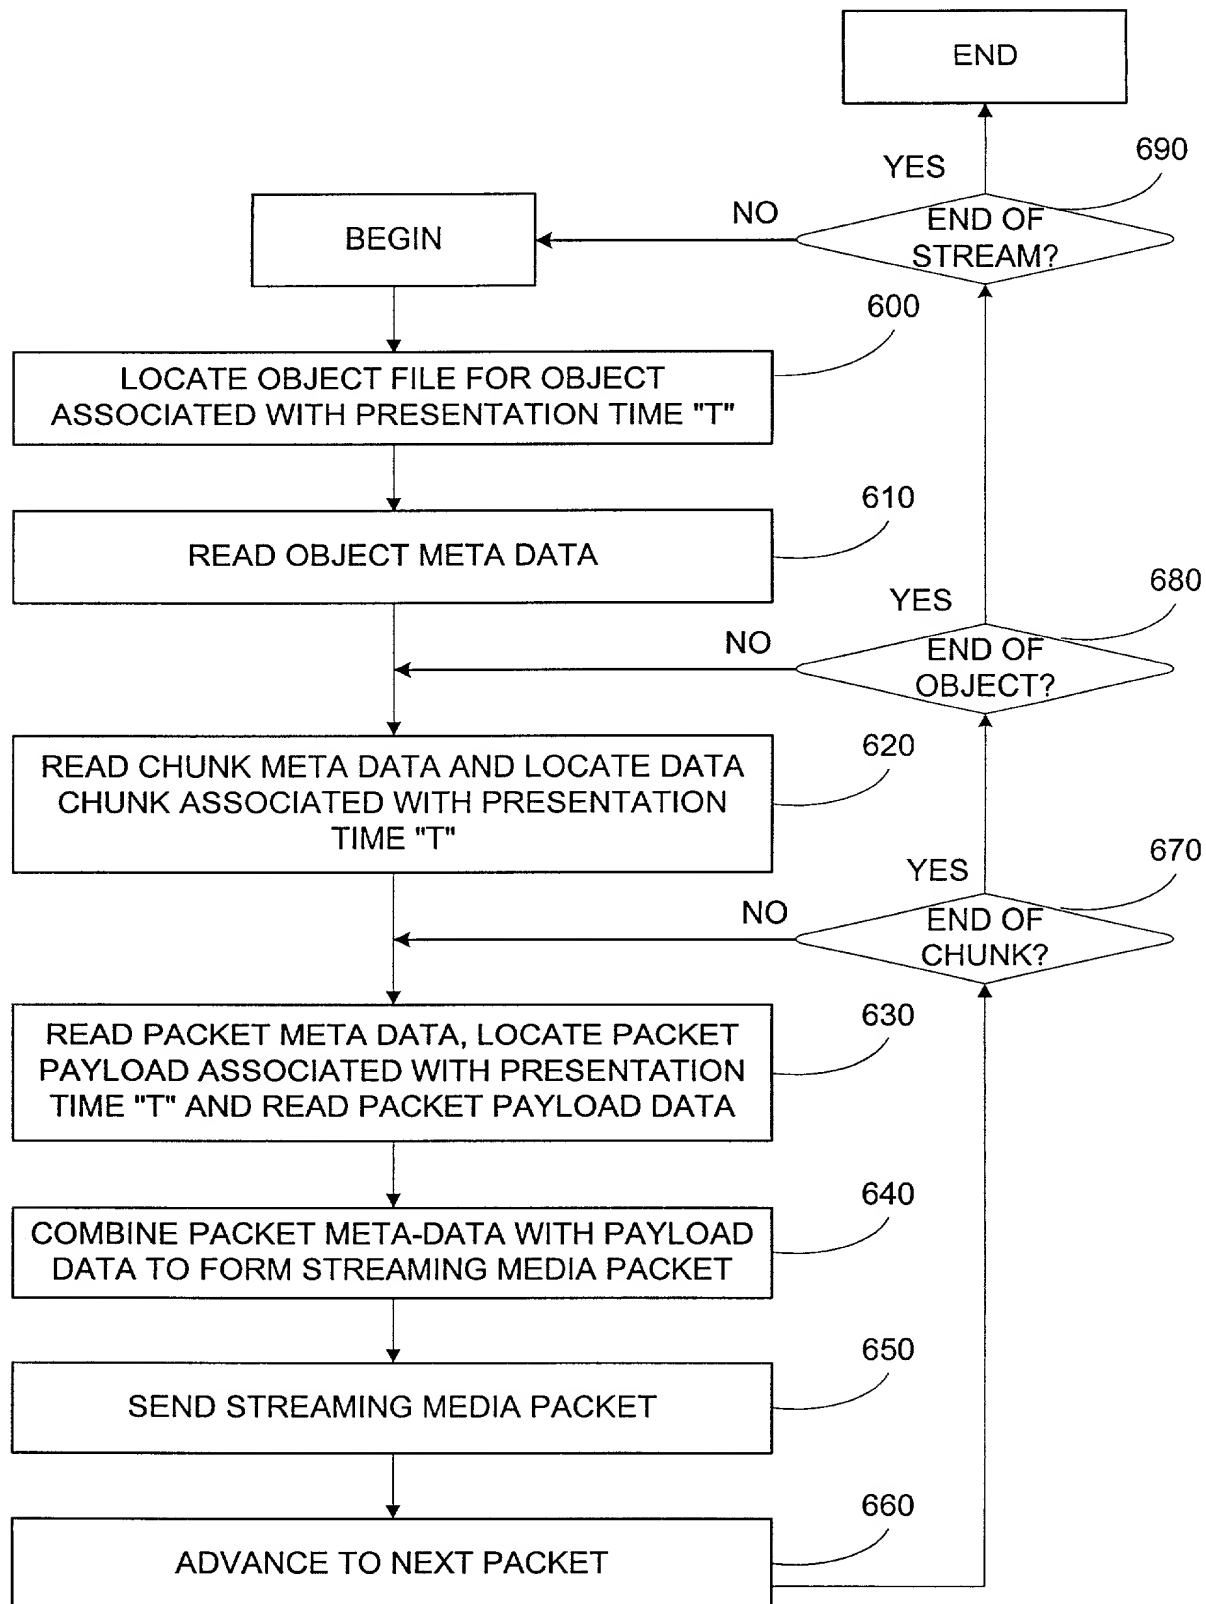 END
YES
690
NO
END OF
STREAM?
BEGIN
600
LOCATE OBJECT FILE FOR OBJECT
ASSOCIATED WITH PRESENTATION TIME "T"
610
READ OBJECT META DATA
680
YES
NO
END OF
OBJECT?
620
READ CHUNK META DATA AND LOCATE DATA
CHUNK ASSOCIATED WITH PRESENTATION
TIME "T"
670
YES
NO
END OF
CHUNK?
630
READ PACKET META DATA, LOCATE PACKET
PAYLOAD ASSOCIATED WITH PRESENTATION
TIME "T" AND READ PACKET PAYLOAD DATA
640
COMBINE PACKET META-DATA WITH PAYLOAD
DATA TO FORM STREAMING MEDIA PACKET
650
SEND STREAMING MEDIA PACKET
660
ADVANCE TO NEXT PACKET